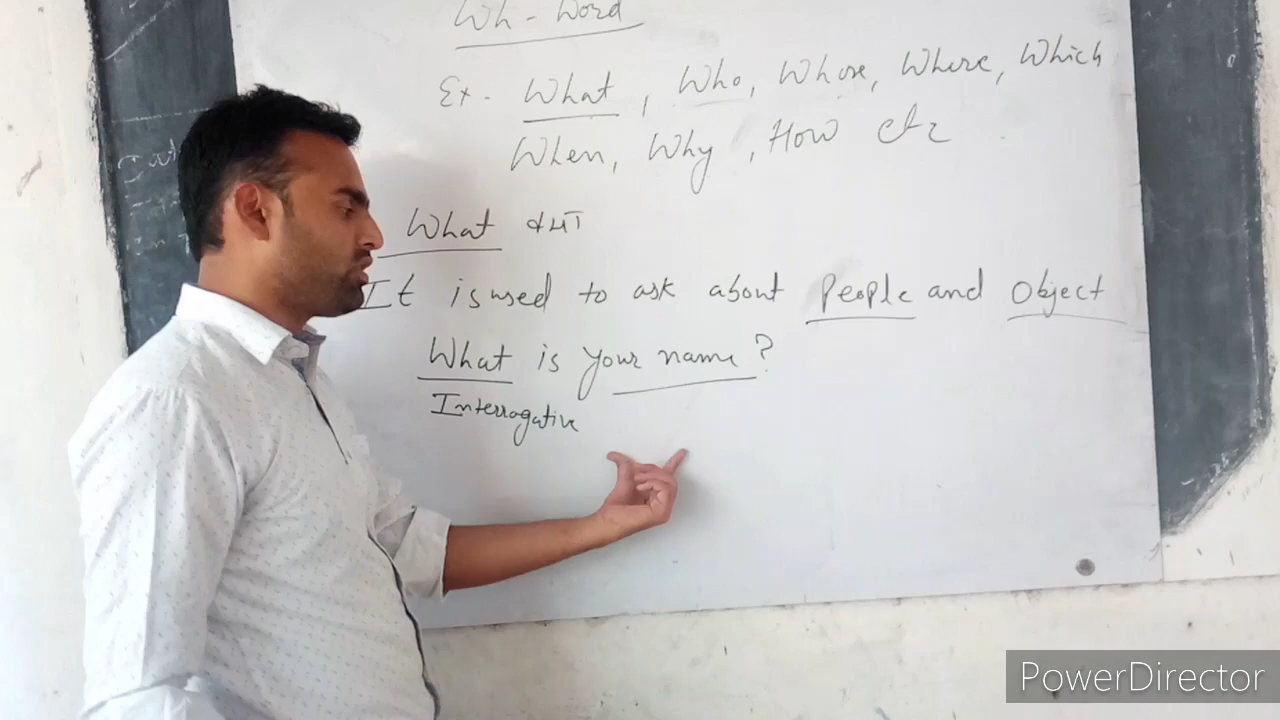 Wh - Word
Ex - What, Who, Whose, Where, Which
When, Why, How etc
What क्या
It is used to ask about People and Object
What is your name?
Interrogative
PowerDirector